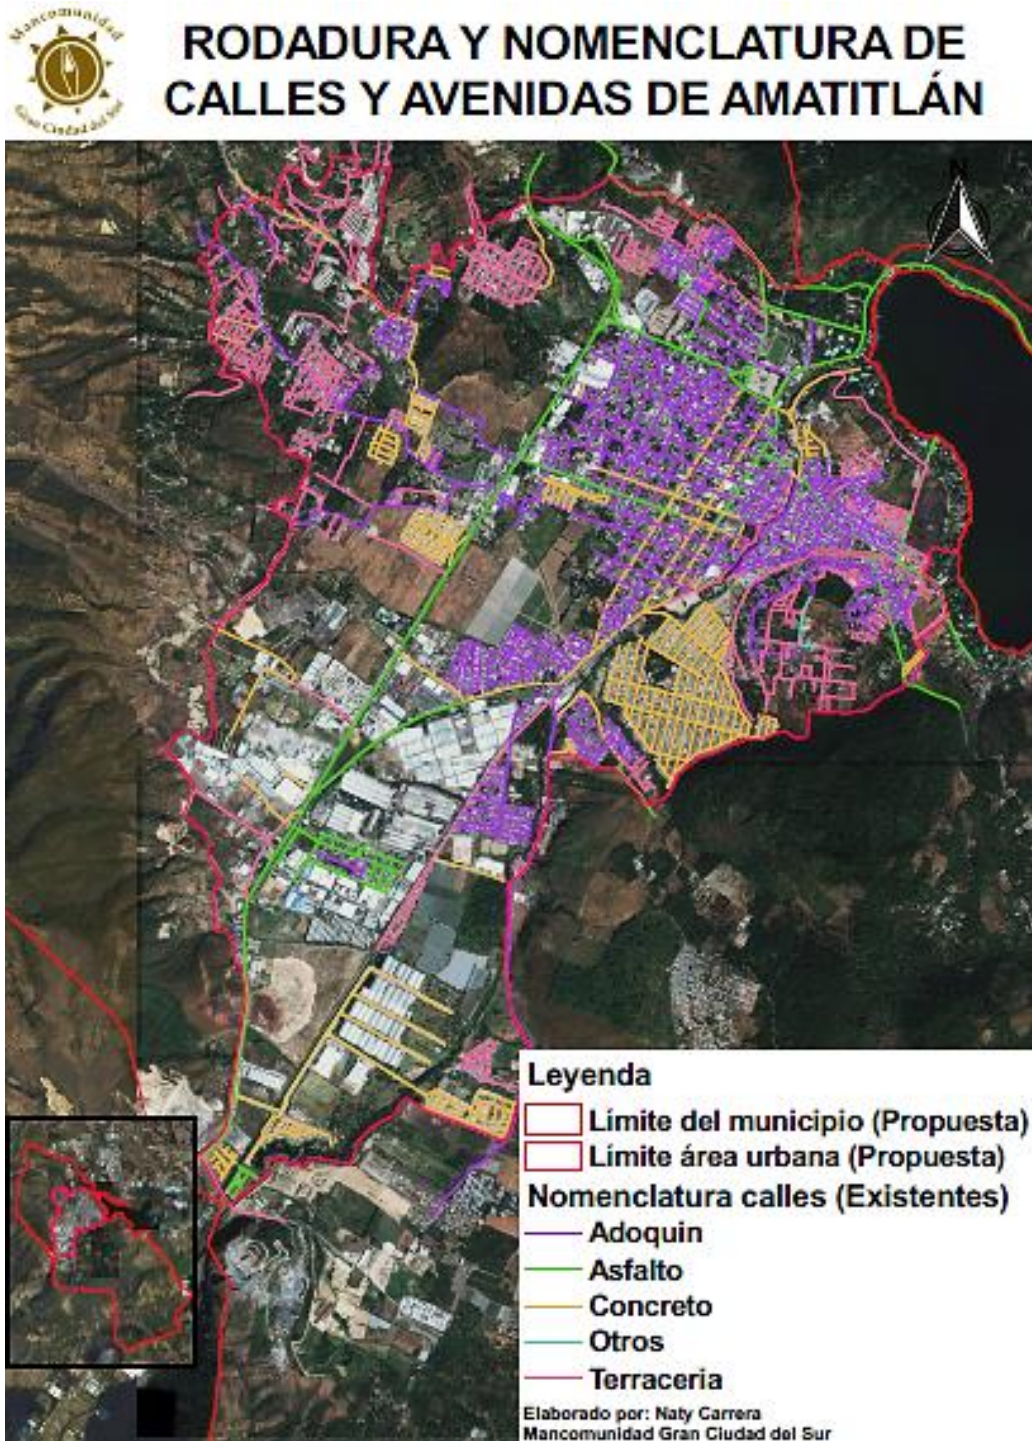 Mancomunidad
Gran Ciudad del Sur
RODADURA Y NOMENCLATURA DE
CALLES Y AVENIDAS DE AMATITLÁN
N
Leyenda
Límite del municipio (Propuesta)
Límite área urbana (Propuesta)
Nomenclatura calles (Existentes)
Adoquin
Asfalto
Concreto
Otros
Terraceria
Elaborado por: Naty Carrera
Mancomunidad Gran Ciudad del Sur